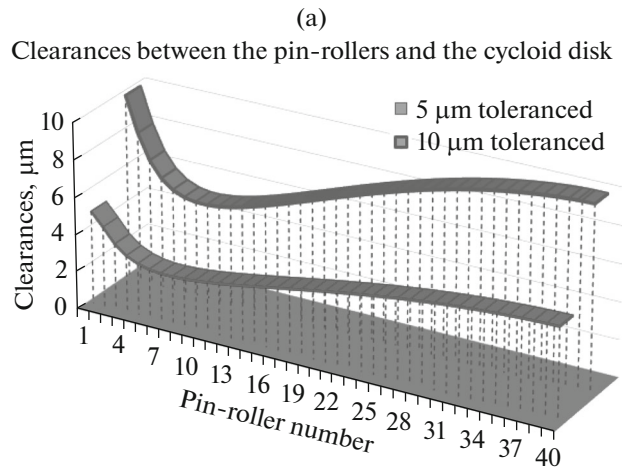 (a)
Clearances between the pin-rollers and the cycloid disk
5 μm toleranced
10 μm toleranced
Clearances, μm
10
8
6
4
2
0
1 4 7 10 13 16 19 22 25 28 31 34 37 40
Pin-roller number